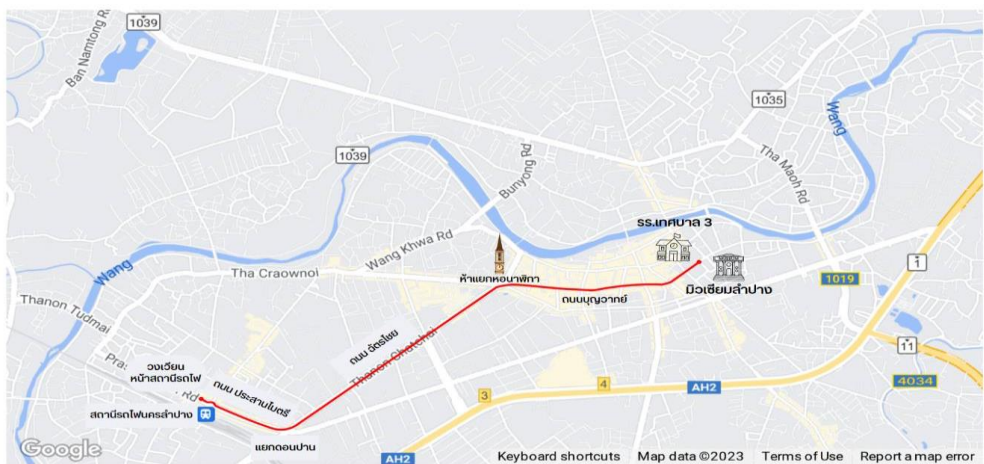 1039
Ban Namtong Rd
1035
Wang
1039
Bunyong Rd
Tha Maoh Rd
รร.เทศบาล 3
Wang Khwa Rd
1
Wang
Tha Craownoi
ห้าแยกหอนาฬิกา
มิวเซียมลำปาง
1019
ถนนบุญวาทย์
Thanon Tudmai
11
ถนน ฉัตรไชย
Thanon Chatchai
4034
วงเวียน
หน้าสถานีรถไฟ
Rd
ถนน ประสานไมตรี
3
4
AH2
สถานีรถไฟนครลำปาง
แยกดอนปาน
Google
AH2
Keyboard shortcuts
Map data ©2023
Terms of Use
Report a map error